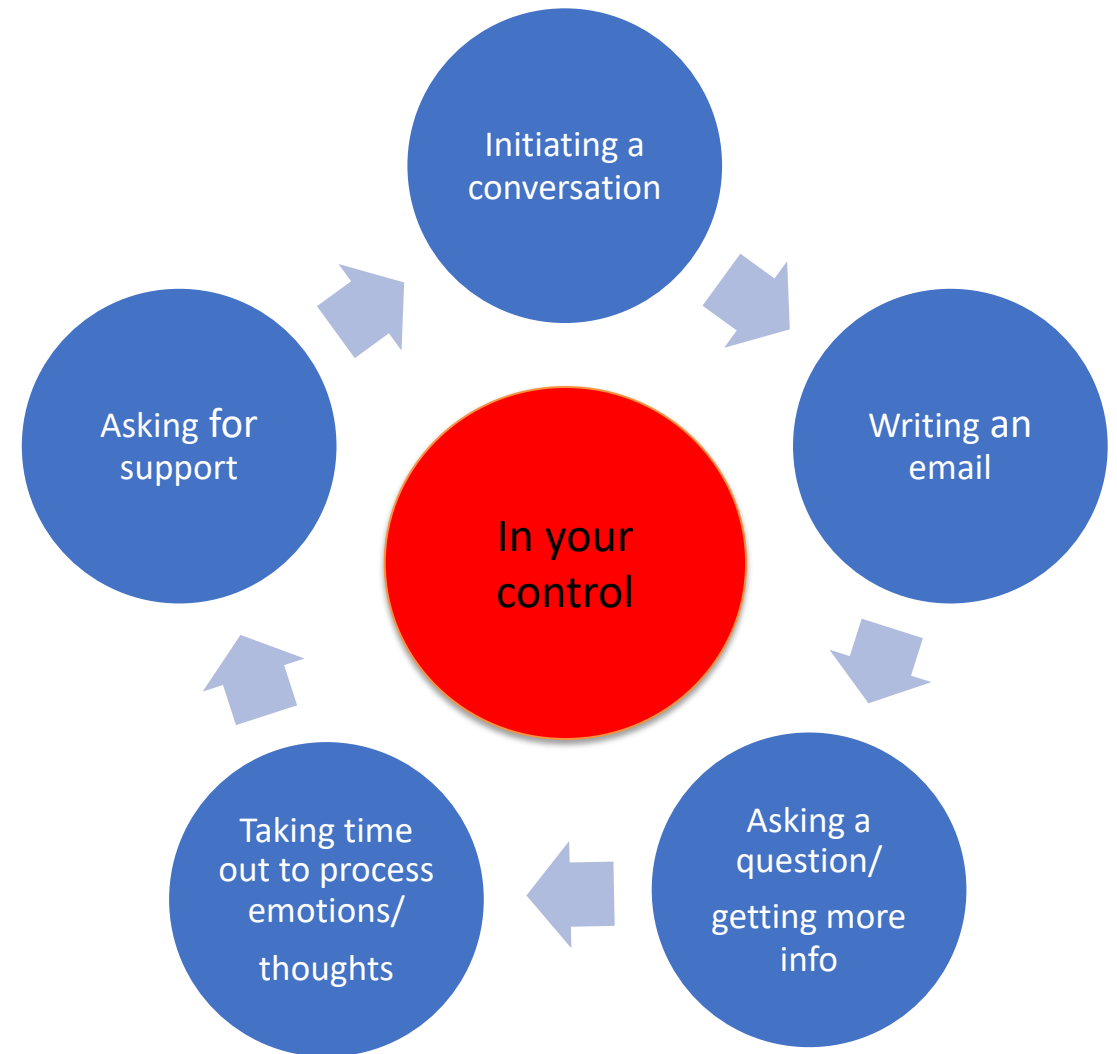 Initiating a
conversation
Writing an
email
Asking a
question/
getting more
info
Taking time
out to process
emotions/
thoughts
Asking for
support
In your
control